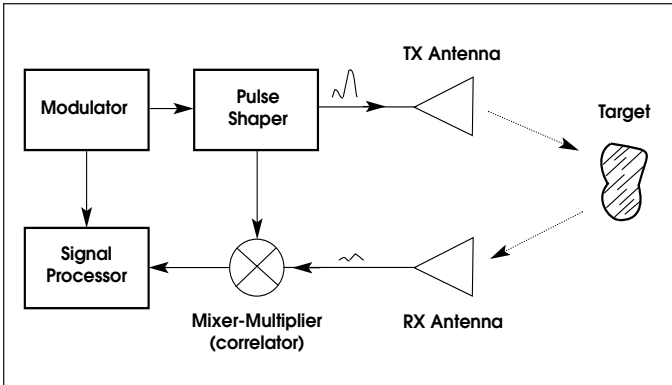 TX Antenna
Modulator
Pulse
Shaper
Target
Signal
Processor
Mixer-Multiplier
(correlator)
RX Antenna